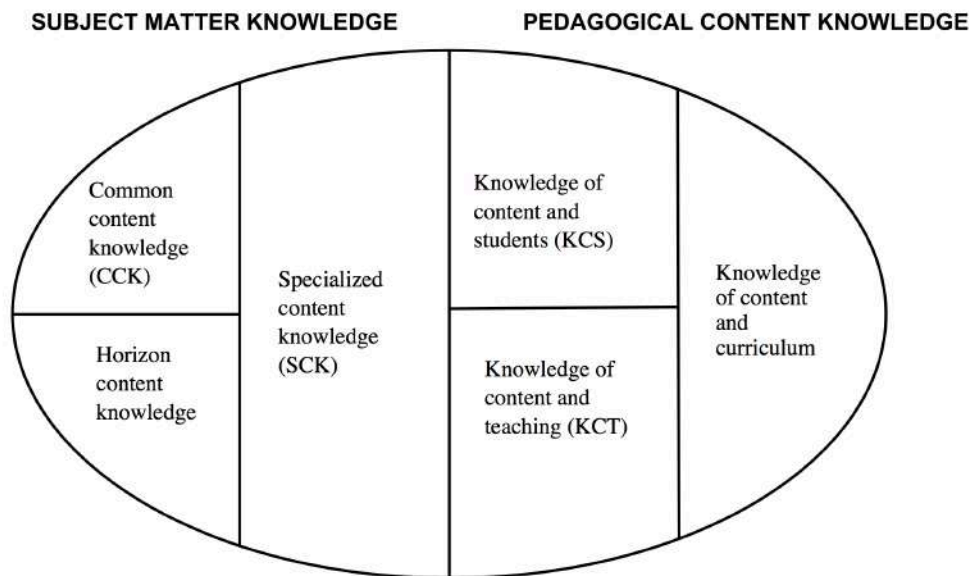 SUBJECT MATTER KNOWLEDGE
PEDAGOGICAL CONTENT KNOWLEDGE
Common
content
knowledge
(CCK)
Horizon
content
knowledge
Specialized
content
knowledge
(SCK)
Knowledge of
content and
students (KCS)
Knowledge of
content and
teaching (KCT)
Knowledge
of content
and
curriculum